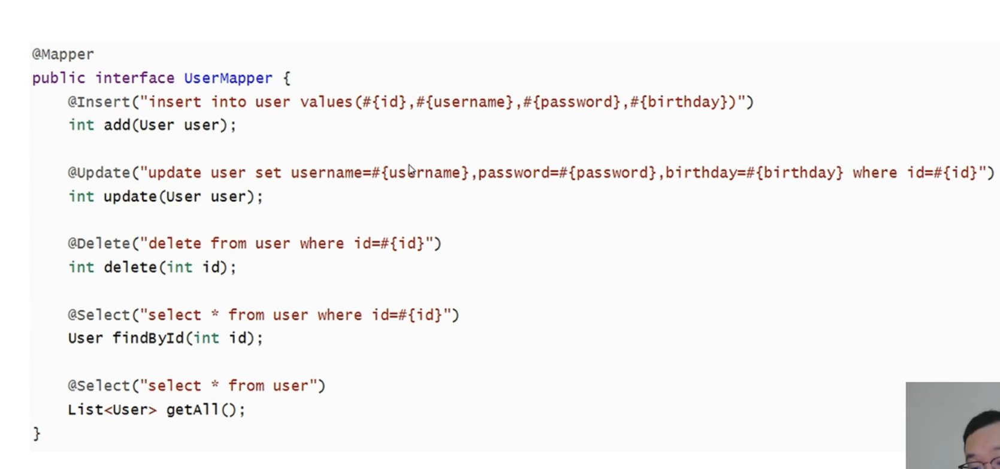 @Mapper
public interface UserMapper {
@Insert("insert into user values(#{id},#{username},#{password},#{birthday})")
int add(User user);
@Update("update user set username=#{username},password=#{password},birthday=#{birthday} where id=#{id}")
int update(User user);
@Delete("delete from user where id=#{id}")
int delete(int id);
@Select("select * from user where id=#{id}")
User findById(int id);
@Select("select * from user")
List<User> getAll();
}